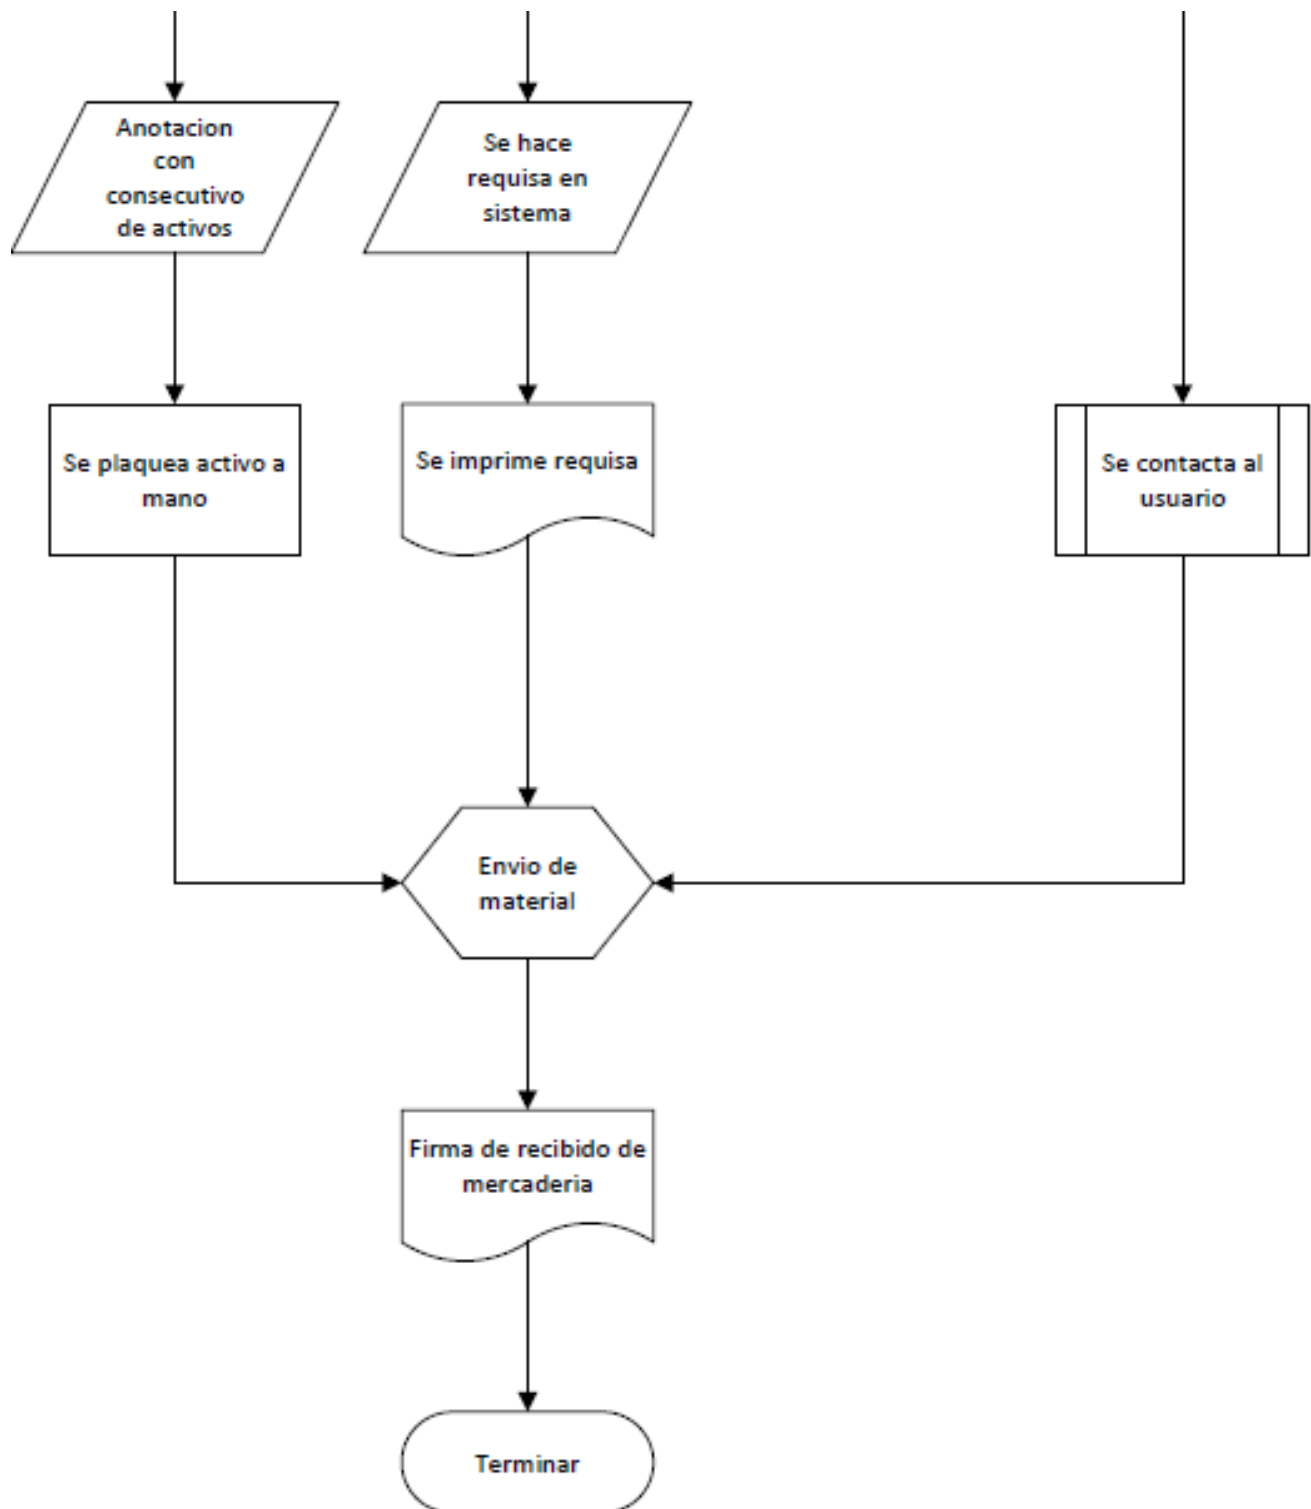 Anotacion
con
consecutivo
de activos
Se hace
requisa en
sistema
Se plaquea activo a
mano
Se imprime requisa
Se contacta al
usuario
Envio de
material
Firma de recibido de
mercaderia
Terminar